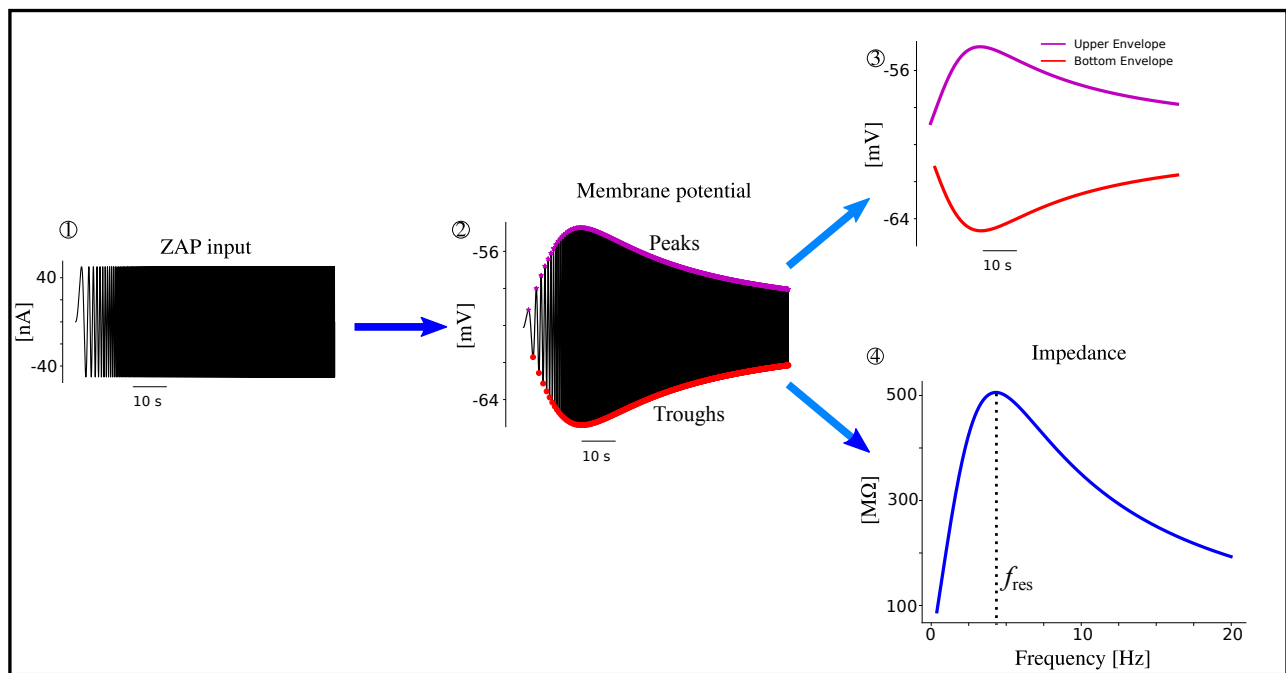 ①
ZAP input
40
[nA]
-40
10 s
②
Membrane potential
-56
Peaks
[mV]
-64
Troughs
10 s
③
Upper Envelope
Bottom Envelope
-56
[mV]
-64
10 s
④
Impedance
500
[MΩ]
300
100
fres
0
10
20
Frequency [Hz]